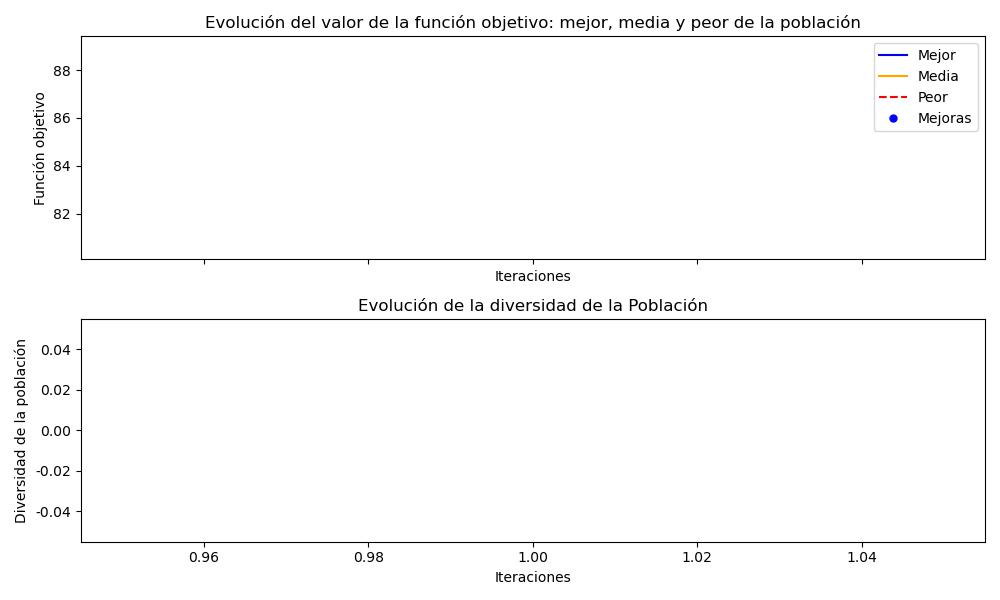 Evolución del valor de la función objetivo: mejor, media y peor de la población
Función objetivo
88
86
84
82
Mejor
Media
Peor
Mejoras
Iteraciones
Evolución de la diversidad de la Población
Diversidad de la población
0.04
0.02
0.00
-0.02
-0.04
0.96 0.98 1.00 1.02 1.04
Iteraciones